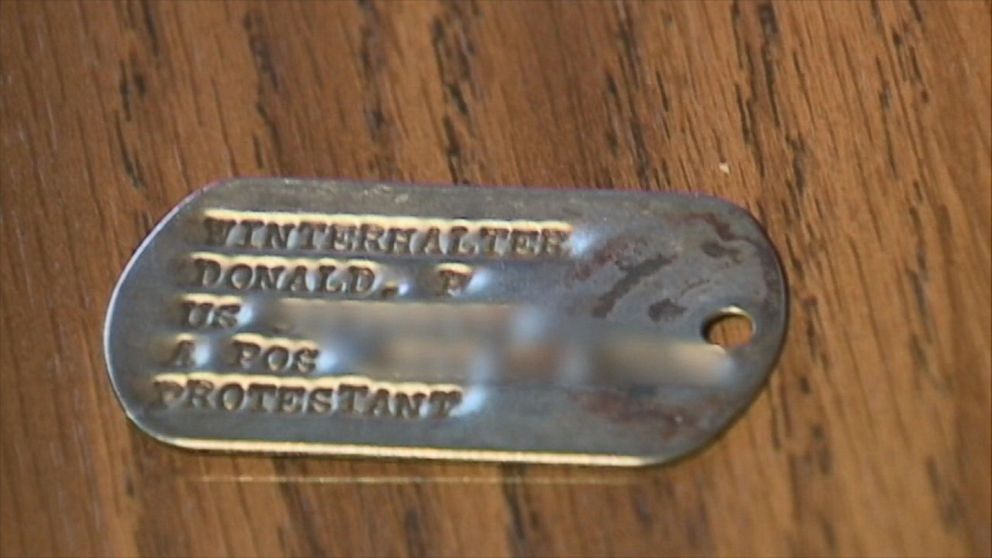 WINTERHALTER
DONALD. F
US
A POS
PROTESTANT